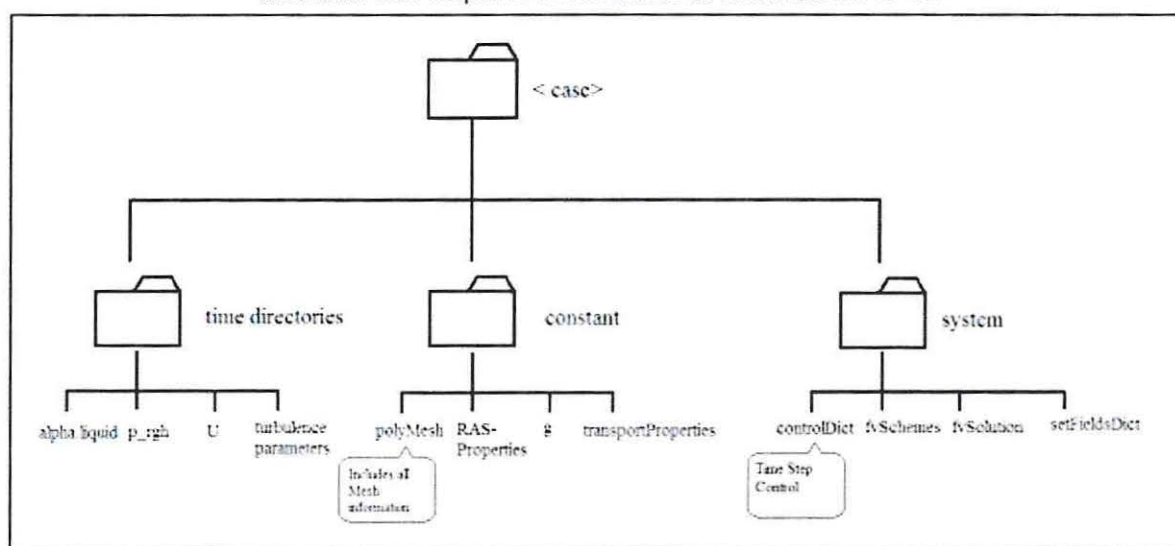 < case>
time directories
constant
system
alpha liquid
p_rgh
U
turbulence
parameters
polyMesh
RAS-
Properties
g
transportProperties
controlDict
fvSchemes
fvSolution
setFieldsDict
Includes all
Mesh
information
Time Step
Control